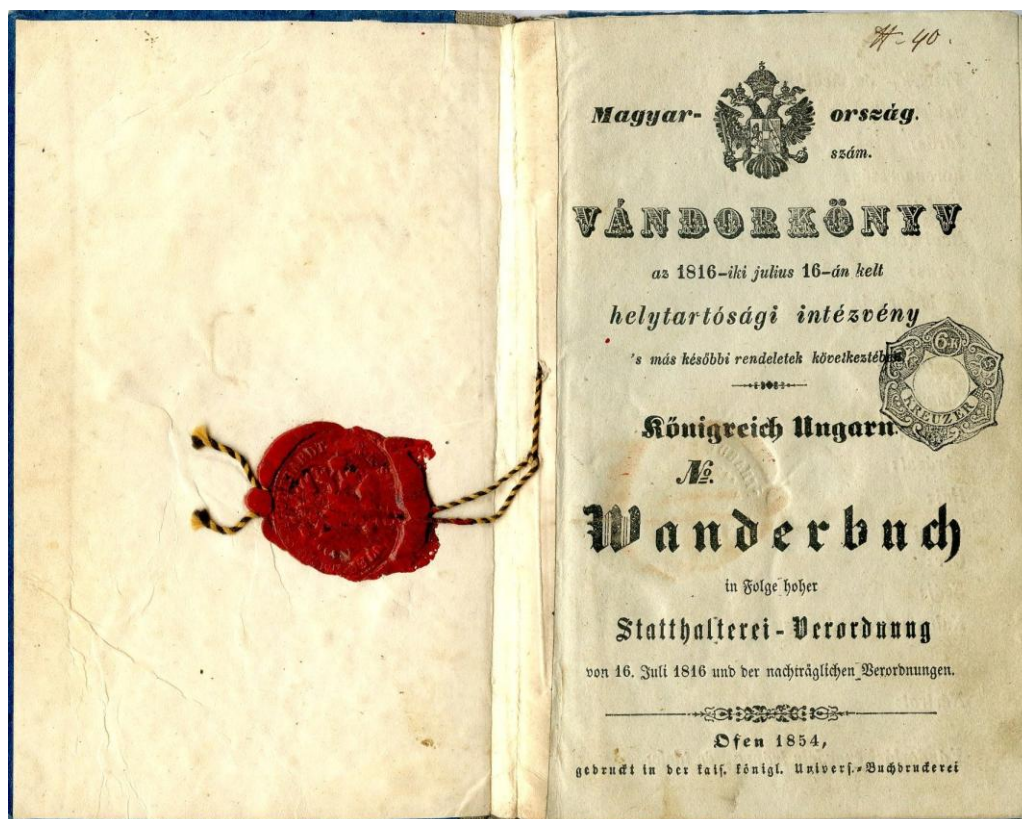 H-40.
Magyar- ország.
szám.
VÁNDORKÖNYV
az 1816-iki julius 16-án kelt
helytartósági intézvény
's más későbbi rendeletek következtében
6-K
KREUZER
Königreich Ungarn.
No.
Wanderbuch
in Folge hoher
Statthalterei-Verordnung
von 16. Juli 1816 und der nachträglichen Verordnungen.
Ofen 1854,
gedruckt in der kais. königl. Univers.-Buchdruckerei